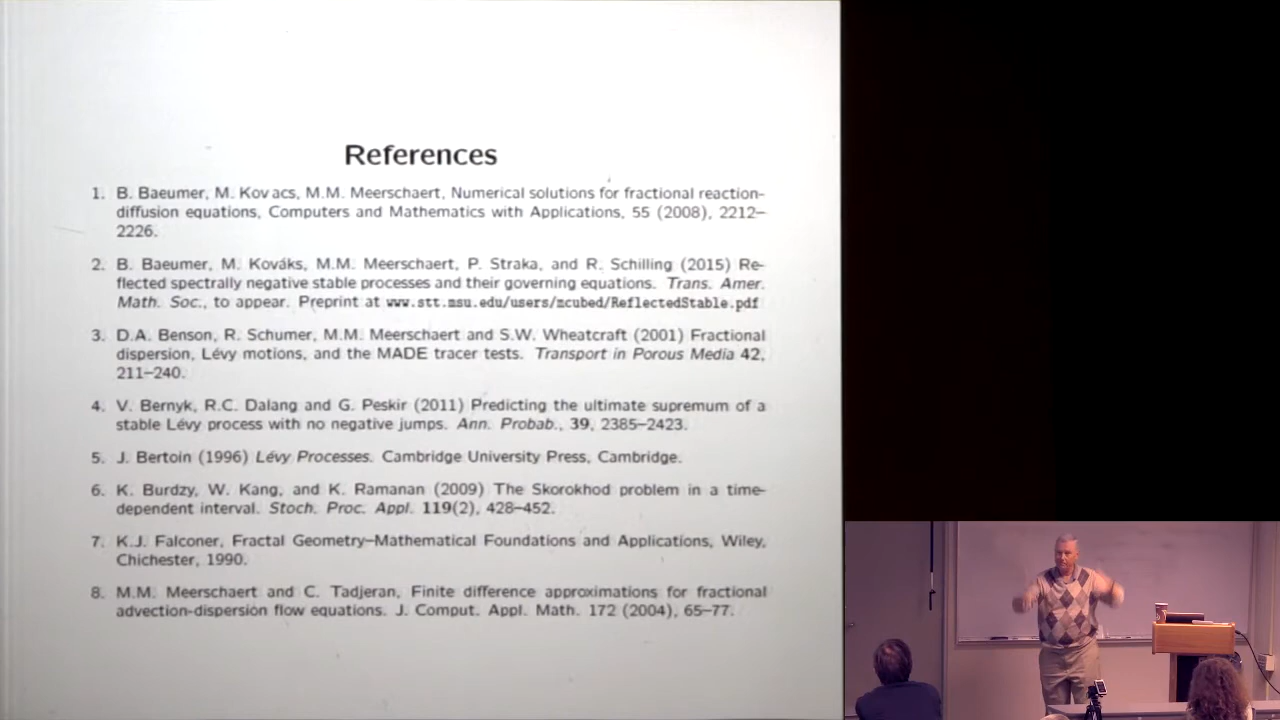 References
1. B. Baeumer, M. Kovacs, M.M. Meerschaert, Numerical solutions for fractional reaction–
diffusion equations, Computers and Mathematics with Applications, 55 (2008), 2212–
2226.
2. B. Baeumer, M. Kováks, M.M. Meerschaert, P. Straka, and R. Schilling (2015) Re-
flected spectrally negative stable processes and their governing equations. Trans. Amer.
Math. Soc., to appear. Preprint at www.stt.msu.edu/users/mcubed/ReflectedStable.pdf
3. D.A. Benson, R. Schumer, M.M. Meerschaert and S.W. Wheatcraft (2001) Fractional
dispersion, Lévy motions, and the MADE tracer tests. Transport in Porous Media 42,
211–240.
4. V. Bernyk, R.C. Dalang and G. Peskir (2011) Predicting the ultimate supremum of a
stable Lévy process with no negative jumps. Ann. Probab., 39, 2385–2423.
5. J. Bertoin (1996) Lévy Processes. Cambridge University Press, Cambridge.
6. K. Burdzy, W. Kang, and K. Ramanan (2009) The Skorokhod problem in a time-
dependent interval. Stoch. Proc. Appl. 119(2), 428–452.
7. K.J. Falconer, Fractal Geometry—Mathematical Foundations and Applications, Wiley,
Chichester, 1990.
8. M.M. Meerschaert and C. Tadjeran, Finite difference approximations for fractional
advection-dispersion flow equations. J. Comput. Appl. Math. 172 (2004), 65–77.